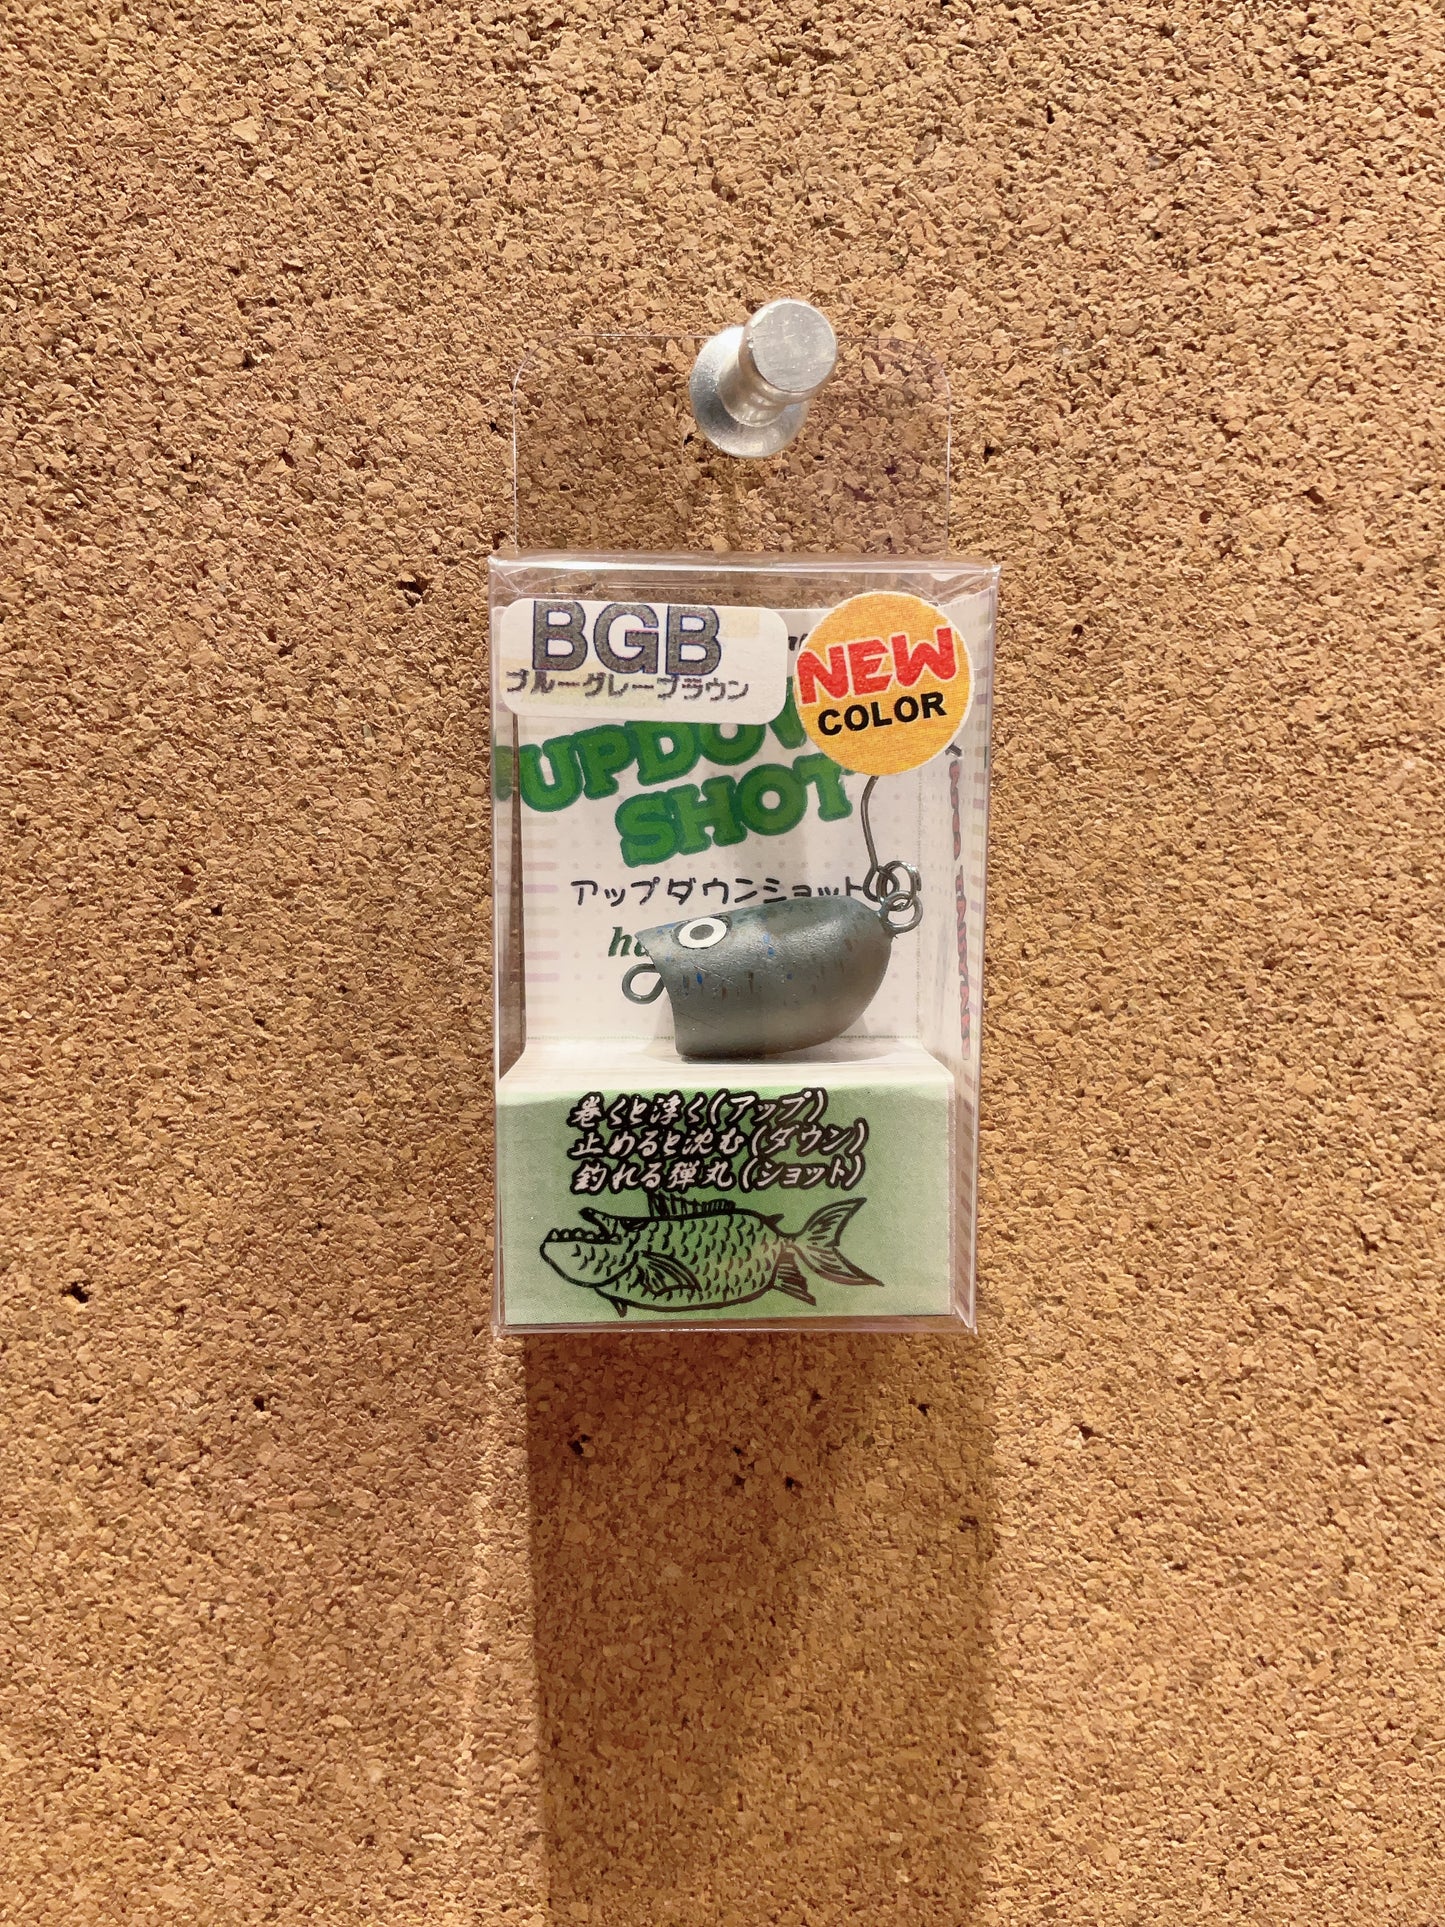 BGB
ブルーグレーブラウン
NEW
COLOR
UPDOW
SHOT
アップダウンショット
巻くと浮く(アップ)
止めると沈む(ダウン)
釣れる弾丸(ショット)